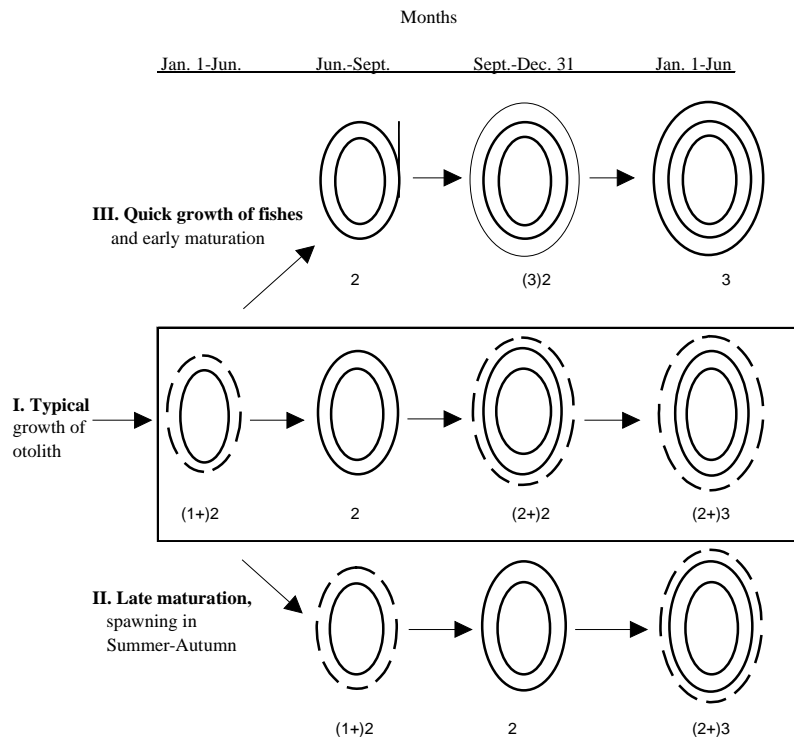 Months
Jan. 1-Jun. Jun.-Sept. Sept.-Dec. 31 Jan. 1-Jun
III. Quick growth of fishes
and early maturation
2 (3)2 3
I. Typical
growth of
otolith
(1+)2 2 (2+)2 (2+)3
II. Late maturation,
spawning in
Summer-Autumn
(1+)2 2 (2+)3